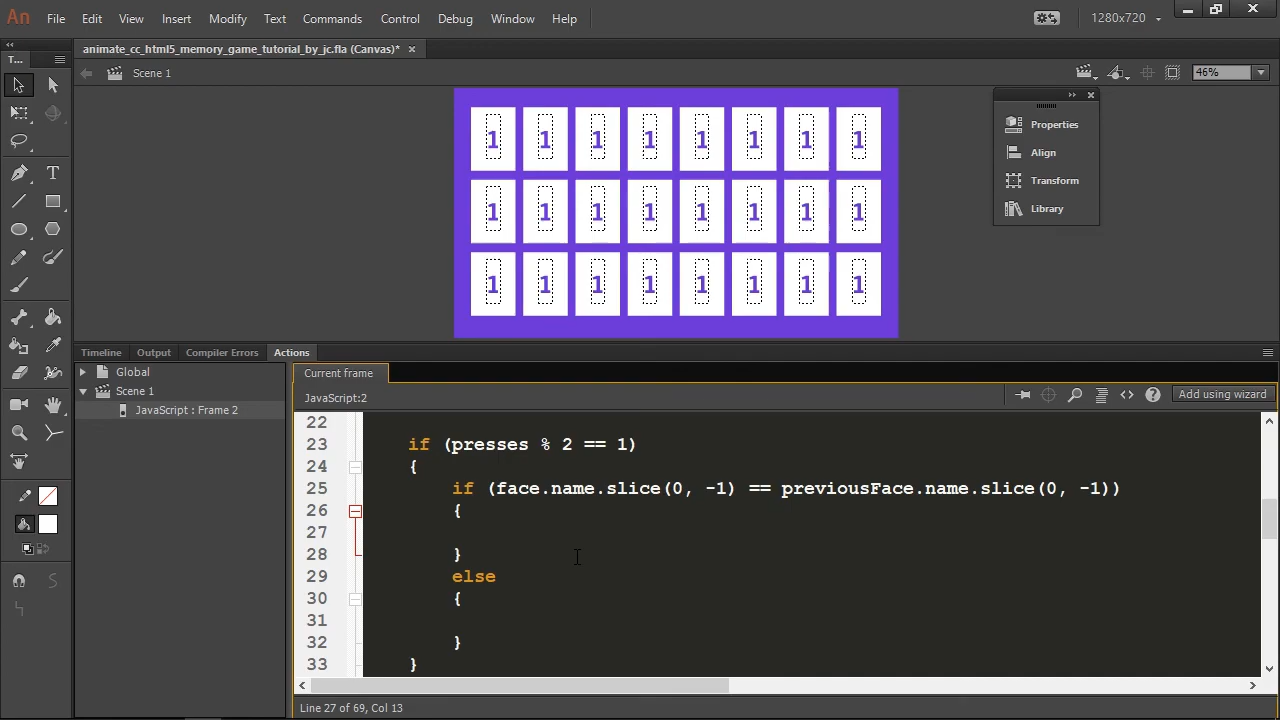 An File Edit View Insert Modify Text Commands Control Debug Window Help 1280x720
animate_cc_html5_memory_game_tutorial_by_jc.fla (Canvas)* ×
T...
Scene 1 46%
1 1 1 1 1 1 1 1
1 1 1 1 1 1 1 1
1 1 1 1 1 1 1 1
Properties
Align
Transform
Library
Timeline Output Compiler Errors Actions
Global
Scene 1
JavaScript : Frame 2
Current frame
JavaScript:2 Add using wizard
22
23 if (presses % 2 == 1)
24 {
25 if (face.name.slice(0, -1) == previousFace.name.slice(0, -1))
26 {
27
28 }
29 else
30 {
31
32 }
33 }
Line 27 of 69, Col 13